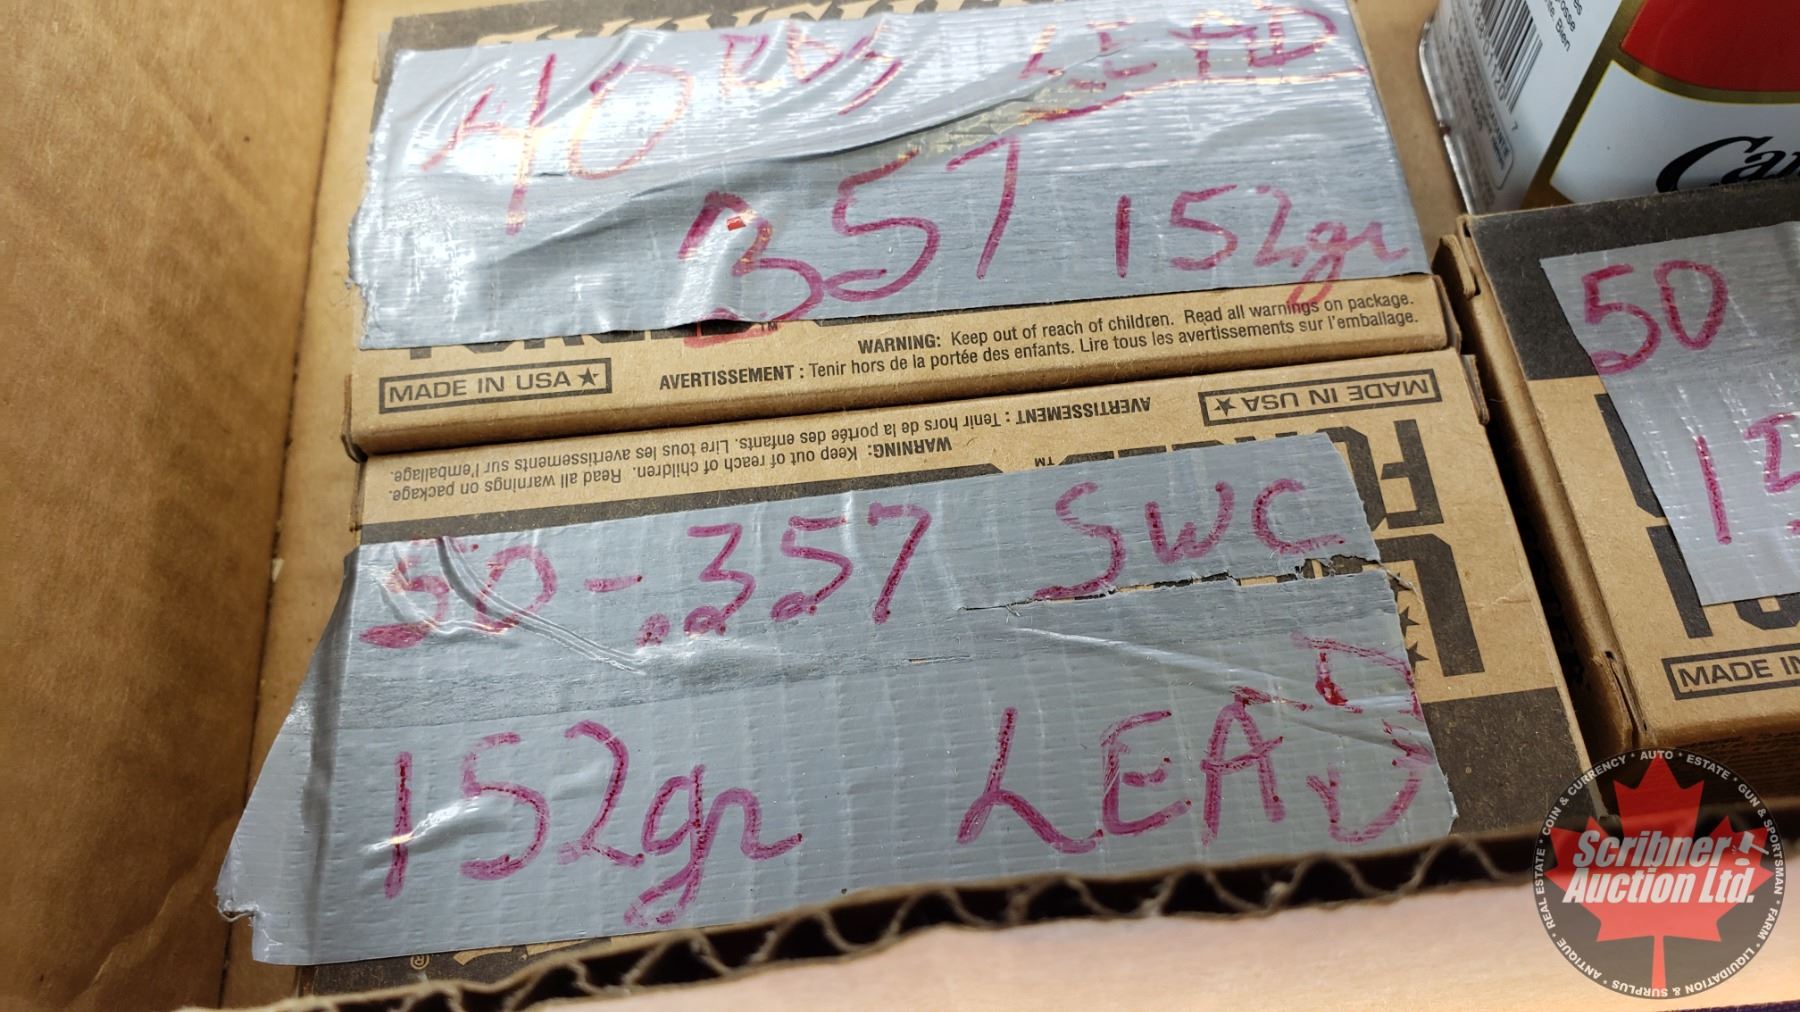 40 RDS LEAD
357 152gr
TM
WARNING: Keep out of reach of children. Read all warnings on package.
AVERTISSEMENT : Tenir hors de la portée des enfants. Lire tous les avertissements sur l'emballage.
MADE IN USA
MADE IN USA
WARNING: Keep out of reach of children. Read all warnings on package.
AVERTISSEMENT : Tenir hors de la portée des enfants. Lire tous les avertissements sur l'emballage.
TM
50 - .357 SWC
152gr LEAD
®
50
15
MADE IN
Scribner
Auction Ltd.
COIN & CURRENCY • AUTO • ESTATE • GUN & SPORTSMAN • FARM • LIQUIDATION & SURPLUS • ANTIQUE • REAL ESTATE